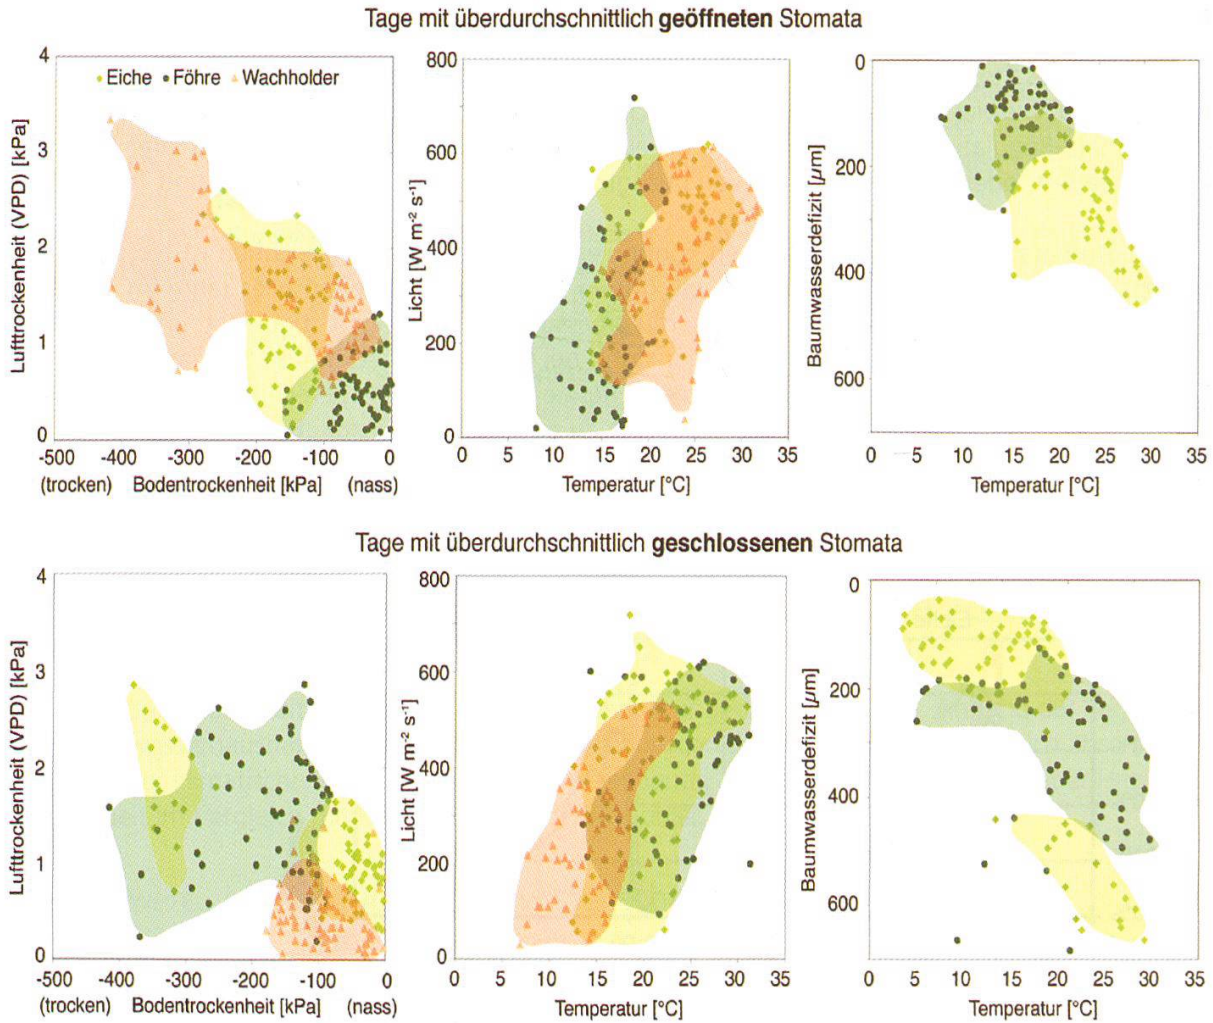 Tage mit überdurchschnittlich geöffneten Stomata
4
3
2
1
0
Lufttrockenheit (VPD) [kPa]
Eiche Föhre Wachholder
-500 -400 -300 -200 -100 0
(trocken) Bodentrockenheit [kPa] (nass)
800
600
400
200
0
Licht [W m⁻² s⁻¹]
0 5 10 15 20 25 30 35
Temperatur [°C]
0
200
400
600
Baumwasserdefizit [µm]
0 5 10 15 20 25 30 35
Temperatur [°C]
Tage mit überdurchschnittlich geschlossenen Stomata
4
3
2
1
0
Lufttrockenheit (VPD) [kPa]
-500 -400 -300 -200 -100 0
(trocken) Bodentrockenheit [kPa] (nass)
800
600
400
200
0
Licht [W m⁻² s⁻¹]
0 5 10 15 20 25 30 35
Temperatur [°C]
0
200
400
600
Baumwasserdefizit [µm]
0 5 10 15 20 25 30 35
Temperatur [°C]